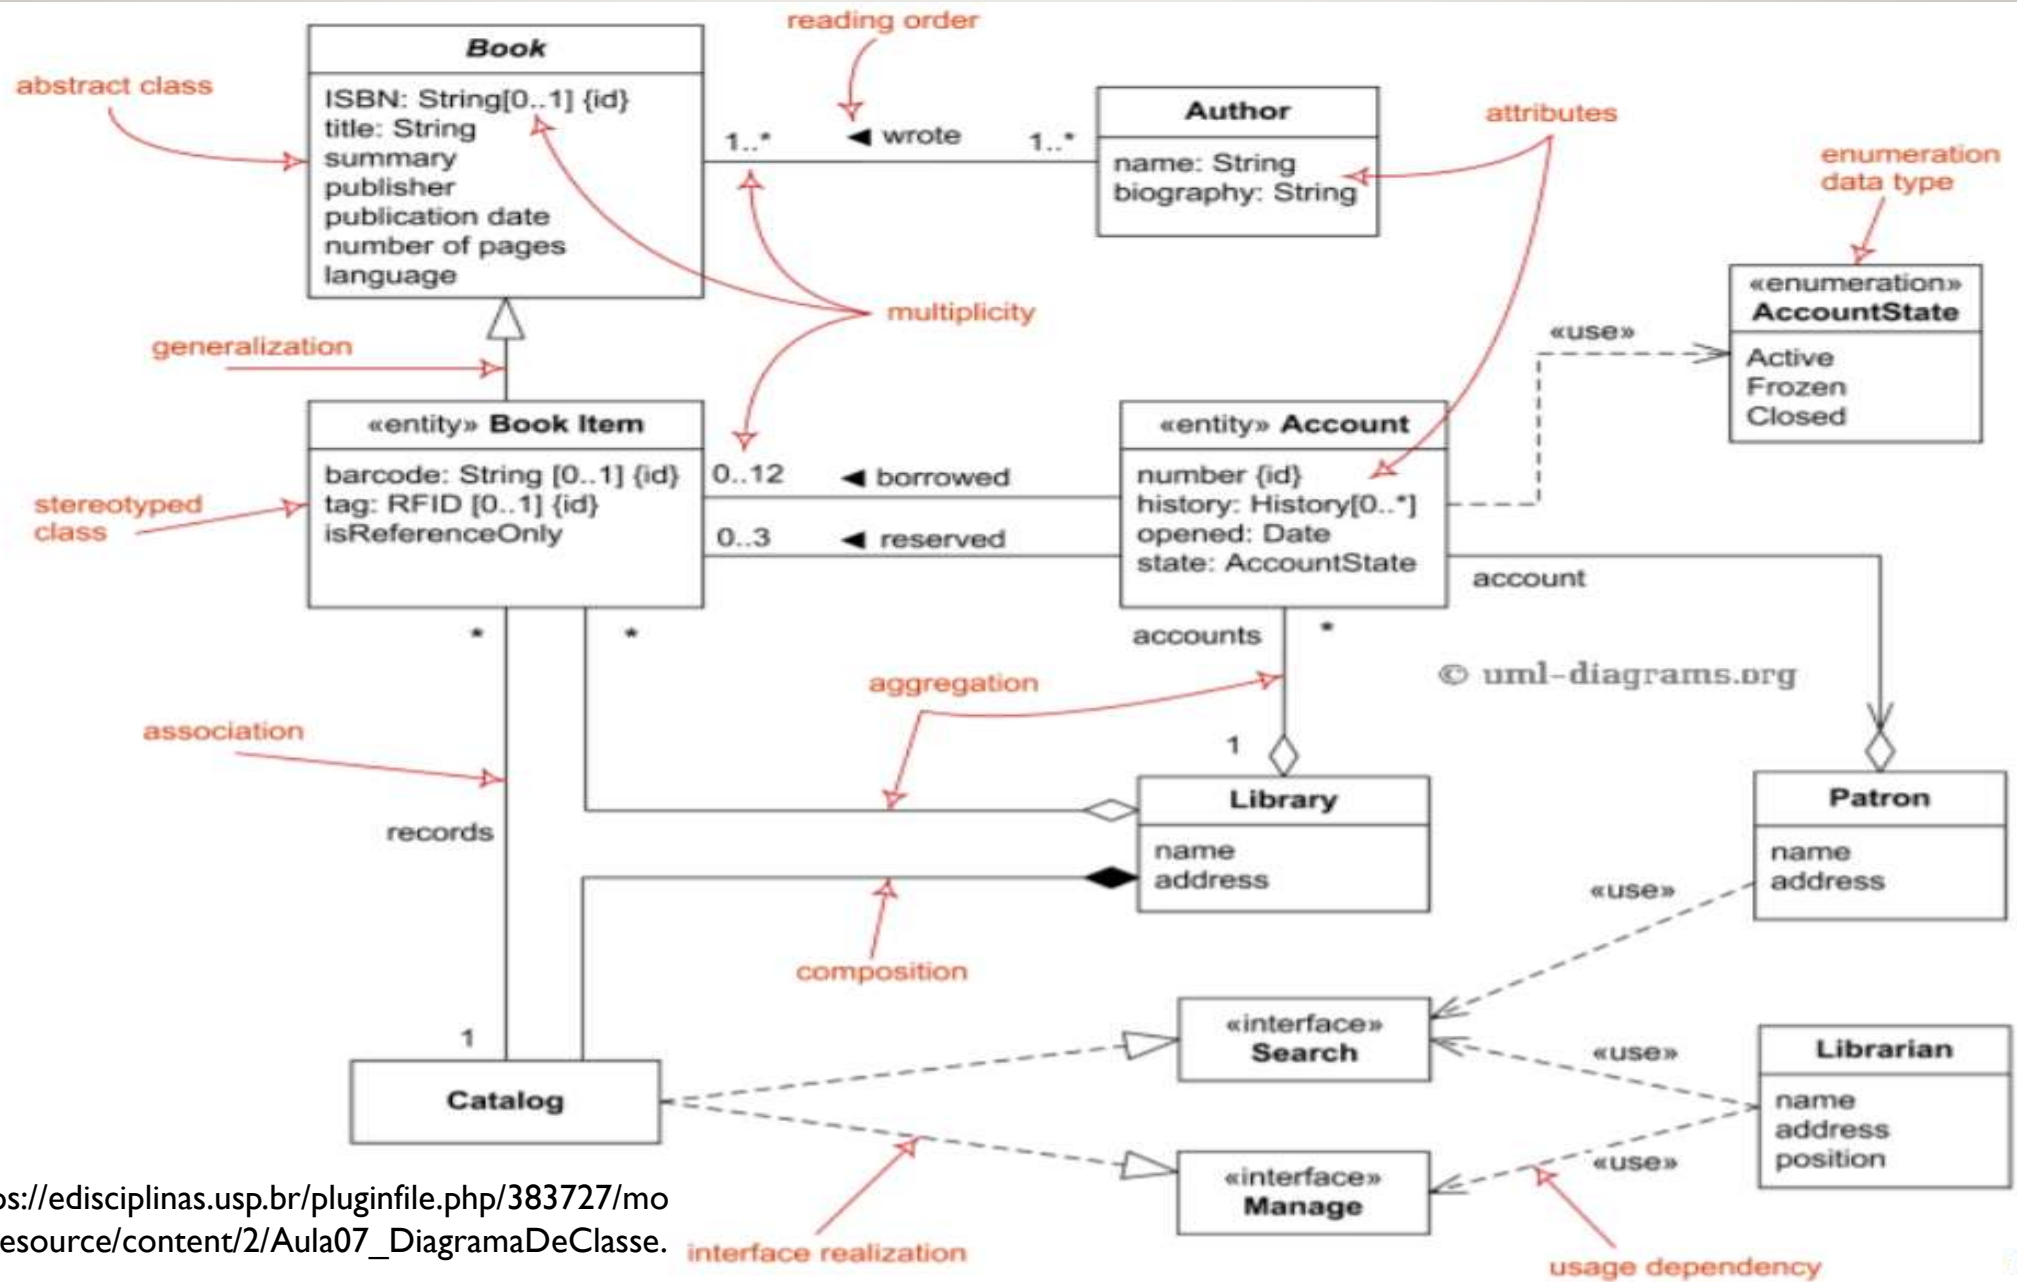 reading order
Book
abstract class
ISBN: String[0..1] {id}
title: String
summary
publisher
publication date
number of pages
language
1..*
◄ wrote
1..*
Author
name: String
biography: String
attributes
enumeration
data type
«enumeration»
AccountState
Active
Frozen
Closed
«use»
multiplicity
generalization
«entity» Book Item
barcode: String [0..1] {id}
tag: RFID [0..1] {id}
isReferenceOnly
stereotyped
class
0..12
◄ borrowed
0..3
◄ reserved
«entity» Account
number {id}
history: History[0..*]
opened: Date
state: AccountState
account
*
*
accounts
*
© uml-diagrams.org
aggregation
association
1
records
Library
name
address
Patron
name
address
«use»
composition
1
Catalog
«interface»
Search
«use»
Librarian
name
address
position
«use»
«interface»
Manage
os://edisciplinas.usp.br/pluginfile.php/383727/mo
esource/content/2/Aula07_DiagramaDeClasse.
interface realization
usage dependency